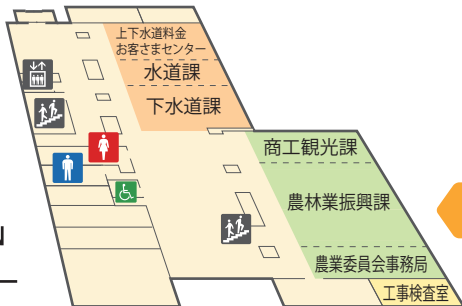 上下水道料金
お客さまセンター
水道課
下水道課
商工観光課
農林業振興課
農業委員会事務局
工事検査室